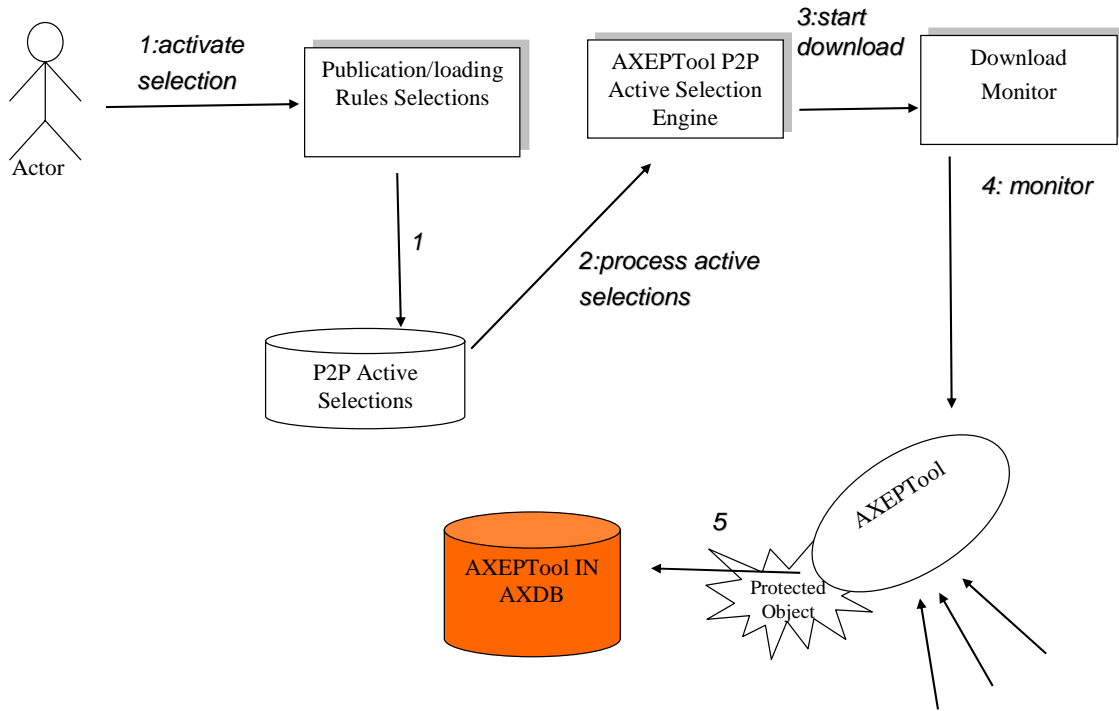 1:activate
selection
Actor
Publication/loading
Rules Selections
AXEPTool P2P
Active Selection
Engine
3:start
download
Download
Monitor
4: monitor
1
2:process active
selections
P2P Active
Selections
AXEPTool
5
Protected
Object
AXEPTool IN
AXDB